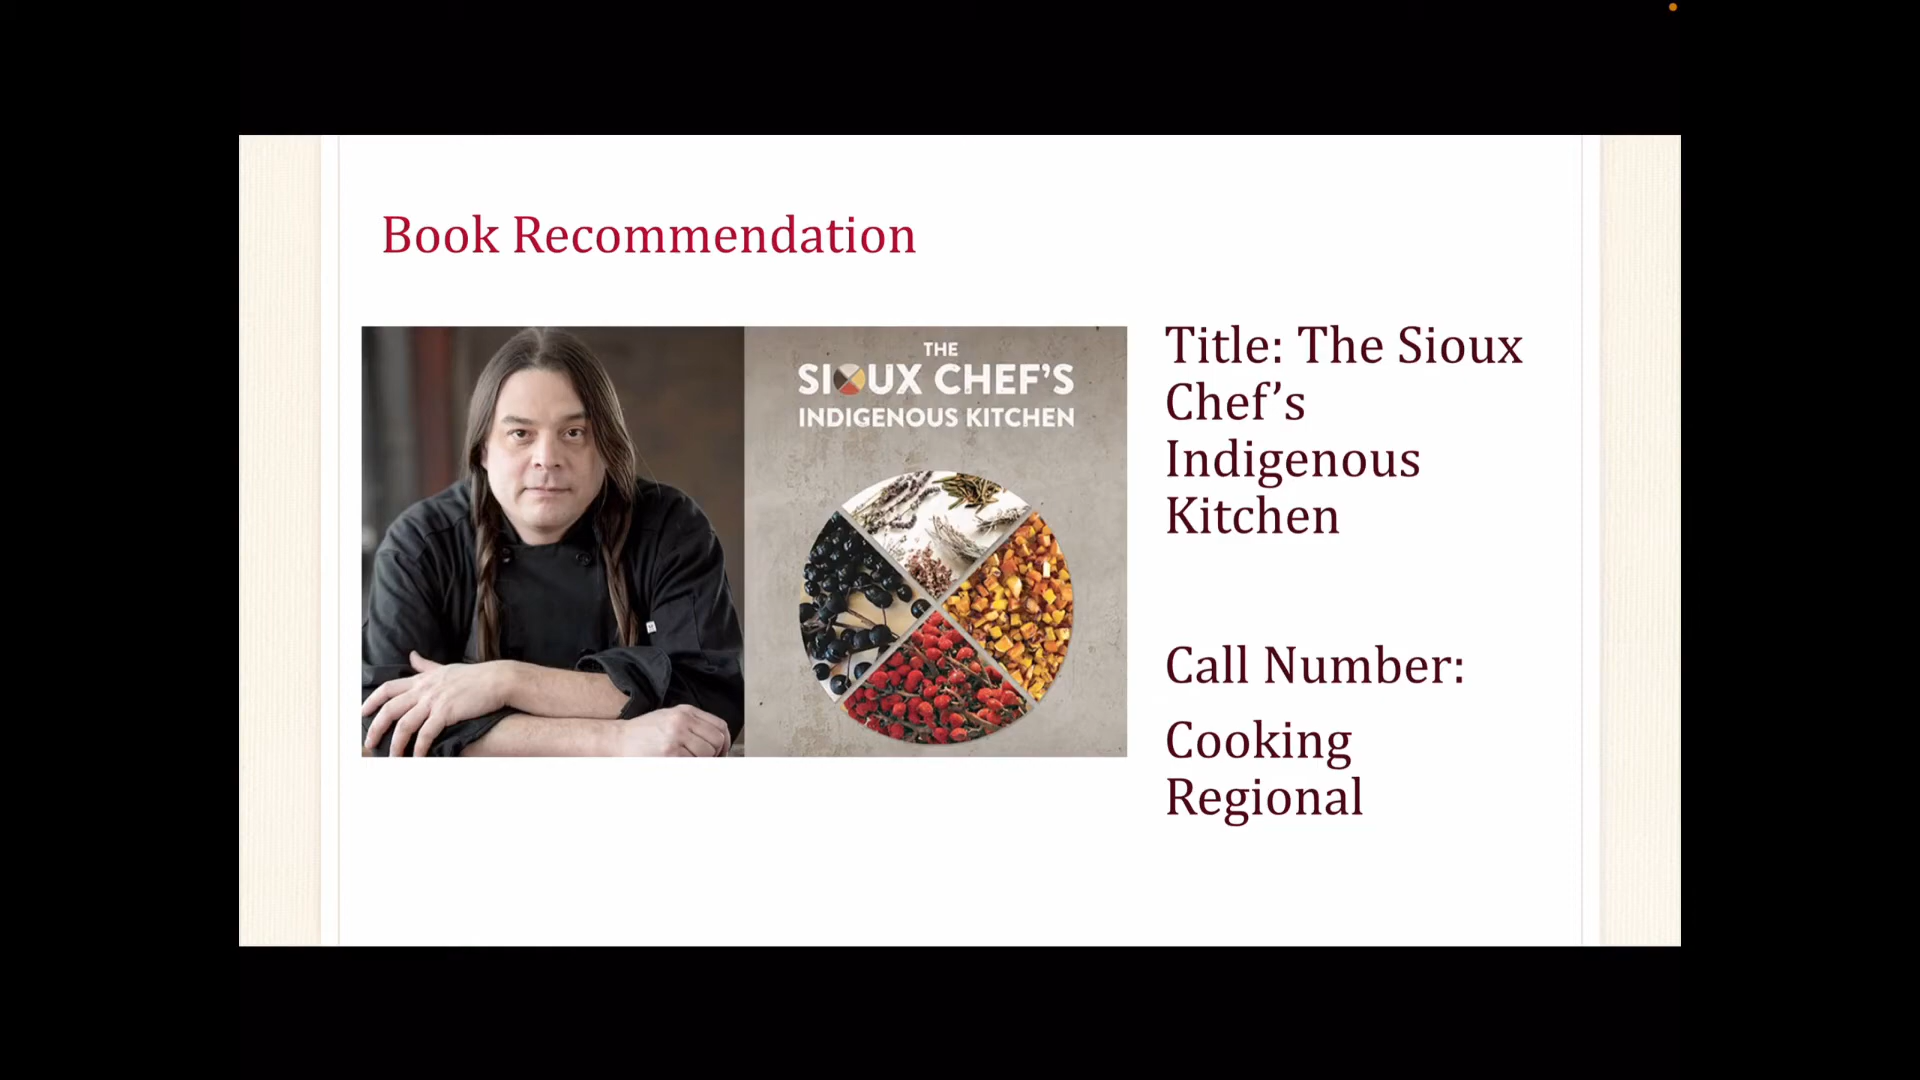 Book Recommendation
THE
SIOUX CHEF'S
INDIGENOUS KITCHEN
Title: The Sioux
Chef’s
Indigenous
Kitchen
Call Number:
Cooking
Regional